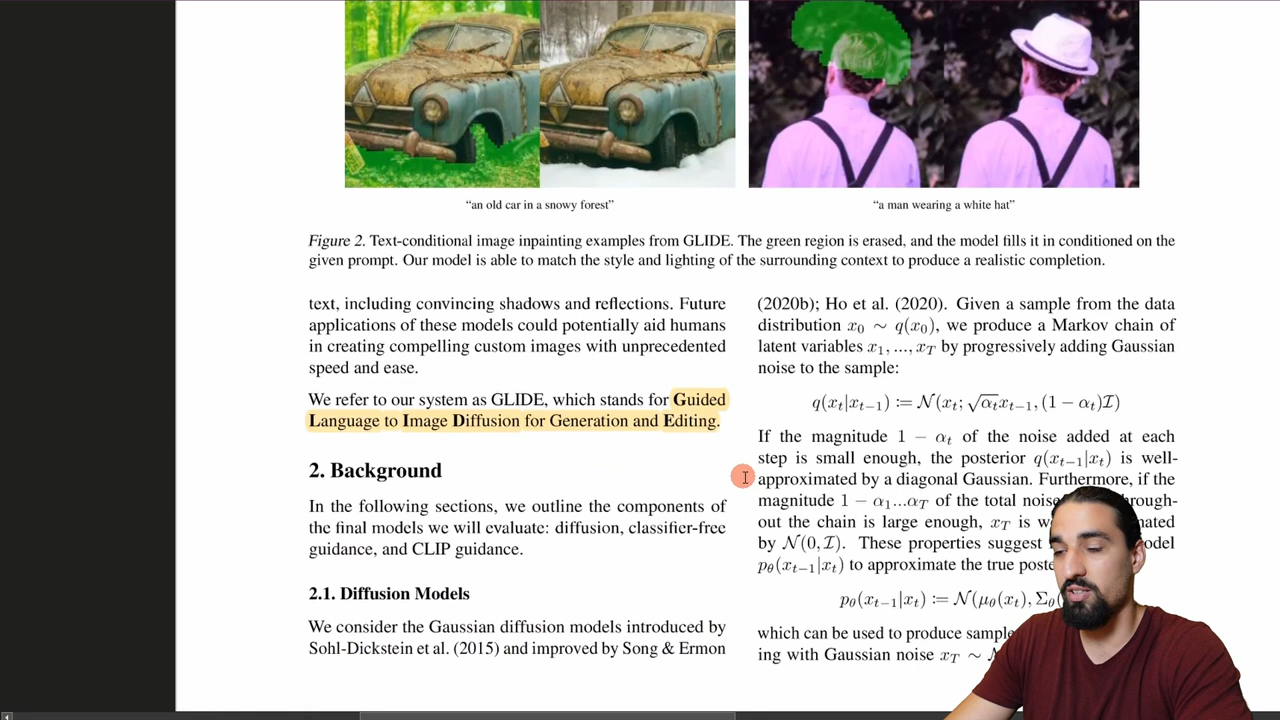 “an old car in a snowy forest”
“a man wearing a white hat”
Figure 2. Text-conditional image inpainting examples from GLIDE. The green region is erased, and the model fills it in conditioned on the
given prompt. Our model is able to match the style and lighting of the surrounding context to produce a realistic completion.
text, including convincing shadows and reflections. Future
applications of these models could potentially aid humans
in creating compelling custom images with unprecedented
speed and ease.
We refer to our system as GLIDE, which stands for Guided
Language to Image Diffusion for Generation and Editing.
2. Background
In the following sections, we outline the components of
the final models we will evaluate: diffusion, classifier-free
guidance, and CLIP guidance.
2.1. Diffusion Models
We consider the Gaussian diffusion models introduced by
Sohl-Dickstein et al. (2015) and improved by Song & Ermon
(2020b); Ho et al. (2020). Given a sample from the data
distribution x₀ ∼ q(x₀), we produce a Markov chain of
latent variables x₁, ..., x_T by progressively adding Gaussian
noise to the sample:
q(x_t|x_{t−1}) := 𝒩(x_t; √α_t x_{t−1}, (1 − α_t)ℐ)
If the magnitude 1 − α_t of the noise added at each
step is small enough, the posterior q(x_{t−1}|x_t) is well-
approximated by a diagonal Gaussian. Furthermore, if the
magnitude 1 − α₁...α_T of the total noise hrough-
out the chain is large enough, x_T is w mated
by 𝒩(0, ℐ). These properties suggest odel
p_θ(x_{t−1}|x_t) to approximate the true poste
p_θ(x_{t−1}|x_t) := 𝒩(μ_θ(x_t), Σ_θ(
which can be used to produce sample
ing with Gaussian noise x_T ∼